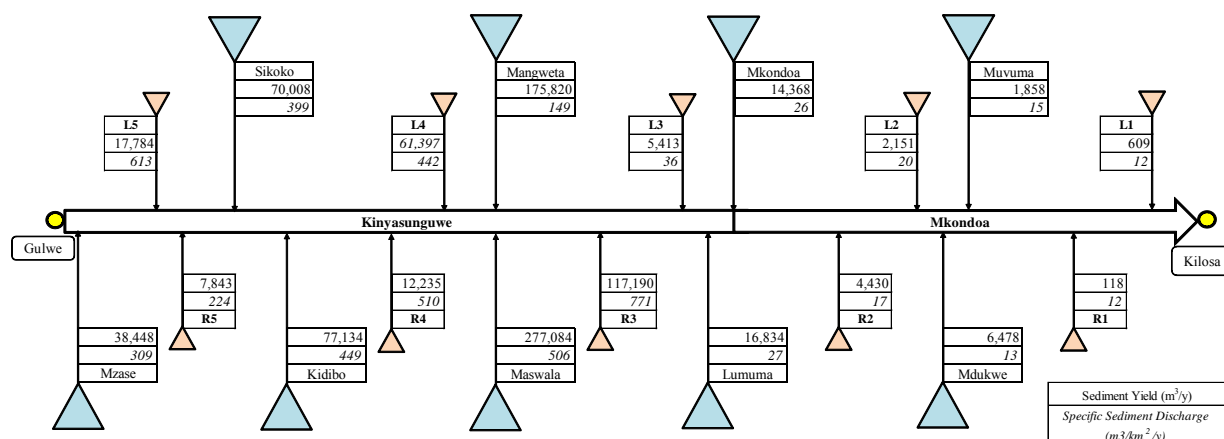 Sikoko
70,008
399
Mangweta
175,820
149
Mkondoa
14,368
26
Muvuma
1,858
15
L5
17,784
613
L4
61,397
442
L3
5,413
36
L2
2,151
20
L1
609
12
Kinyasunguwe
Mkondoa
Gulwe
Kilosa
7,843
224
R5
12,235
510
R4
117,190
771
R3
4,430
17
R2
118
12
R1
38,448
309
Mzase
77,134
449
Kidibo
277,084
506
Maswala
16,834
27
Lumuma
6,478
13
Mdukwe
Sediment Yield (m³/y)
Specific Sediment Discharge
(m3/km²/y)